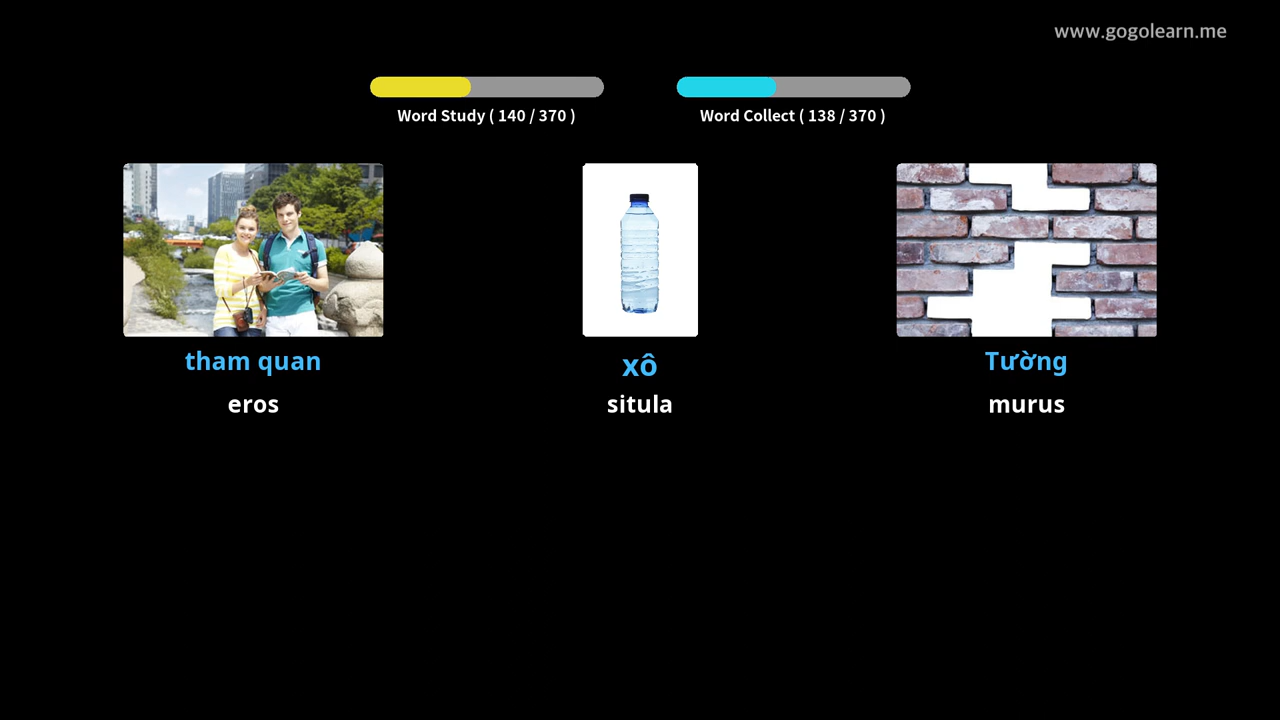 www.gogolearn.me
Word Study ( 140 / 370 )
Word Collect ( 138 / 370 )
tham quan
xô
Tường
eros
situla
murus